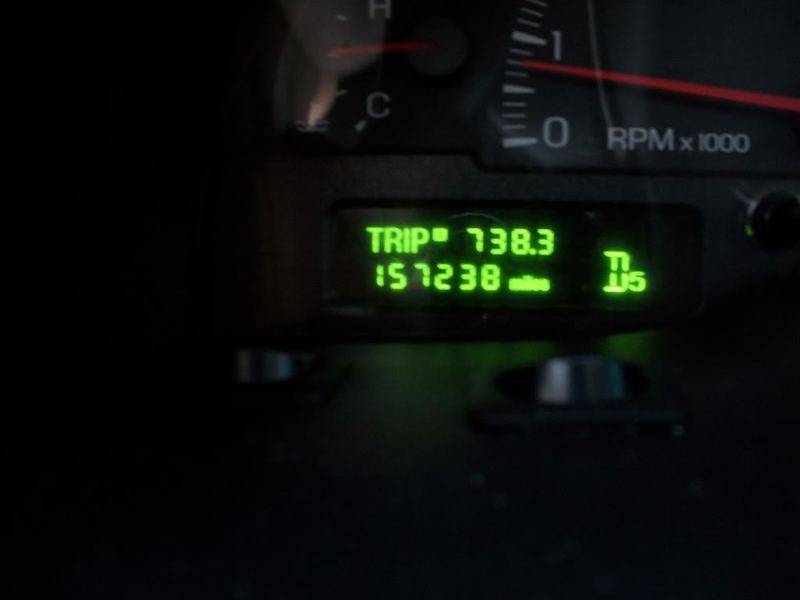 H
C
1
0
RPM x 1000
TRIP 738.3
157238 miles
D5